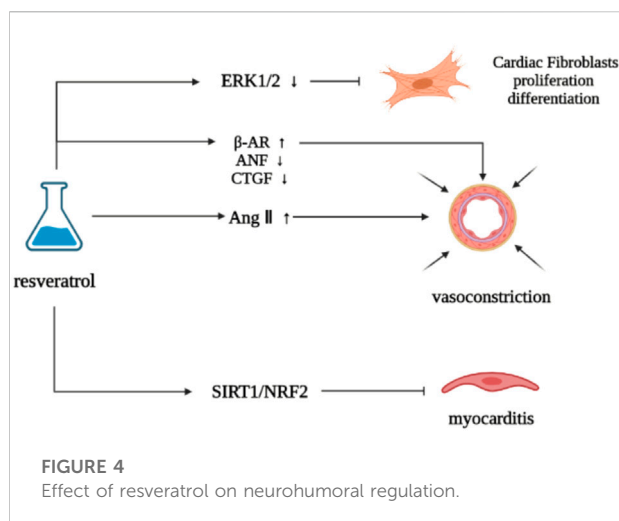 ERK1/2 ↓
Cardiac Fibroblasts
proliferation
differentiation
β-AR ↑
ANF ↓
CTGF ↓
Ang Ⅱ ↑
resveratrol
vasoconstriction
SIRT1/NRF2
myocarditis
FIGURE 4
Effect of resveratrol on neurohumoral regulation.